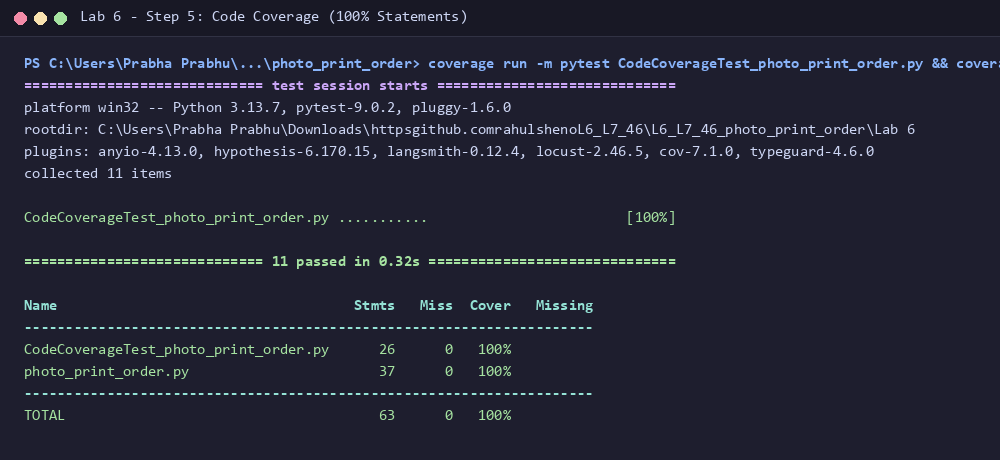 Lab 6 - Step 5: Code Coverage (100% Statements)
PS C:\Users\Prabha Prabhu\...\photo_print_order> coverage run -m pytest CodeCoverageTest_photo_print_order.py && covera
============================= test session starts =============================
platform win32 -- Python 3.13.7, pytest-9.0.2, pluggy-1.6.0
rootdir: C:\Users\Prabha Prabhu\Downloads\httpsgithub.comrahulshenoL6_L7_46\L6_L7_46_photo_print_order\Lab 6
plugins: anyio-4.13.0, hypothesis-6.170.15, langsmith-0.12.4, locust-2.46.5, cov-7.1.0, typeguard-4.6.0
collected 11 items
CodeCoverageTest_photo_print_order.py ........... [100%]
============================= 11 passed in 0.32s ==============================
Name Stmts Miss Cover Missing
---------------------------------------------------------------------
CodeCoverageTest_photo_print_order.py 26 0 100%
photo_print_order.py 37 0 100%
---------------------------------------------------------------------
TOTAL 63 0 100%